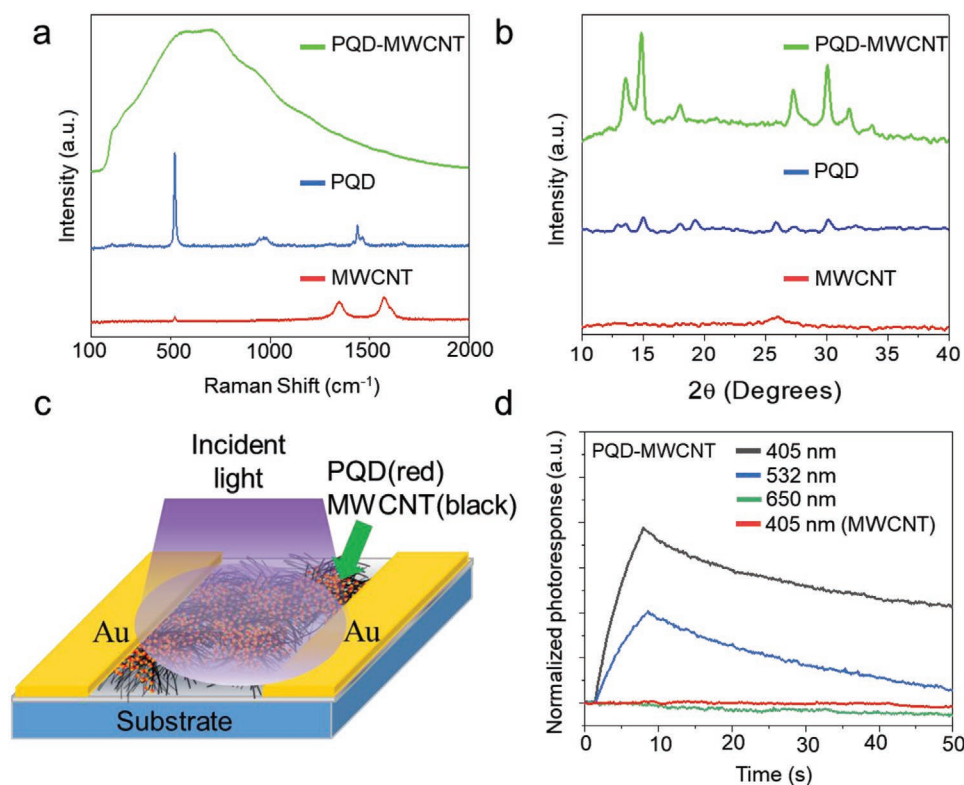 a
PQD-MWCNT
PQD
MWCNT
Intensity (a.u.)
100 500 1000 1500 2000
Raman Shift (cm⁻¹)
b
PQD-MWCNT
PQD
MWCNT
Intensity (a.u.)
10 15 20 25 30 35 40
2θ (Degrees)
c
Incident
light
PQD(red)
MWCNT(black)
Au
Au
Substrate
d
PQD-MWCNT
405 nm
532 nm
650 nm
405 nm (MWCNT)
Normalized photoresponse (a.u.)
0 10 20 30 40 50
Time (s)